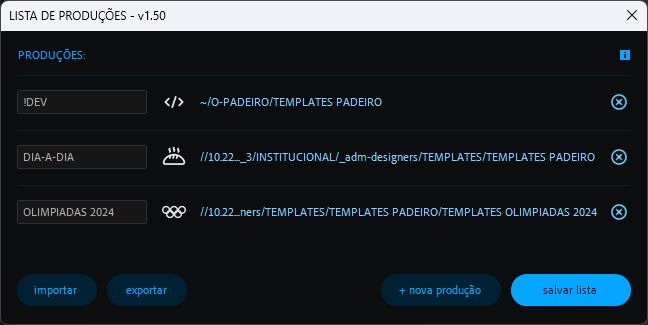 LISTA DE PRODUÇÕES - v1.50
PRODUÇÕES:
!DEV
~/O-PADEIRO/TEMPLATES PADEIRO
DIA-A-DIA
//10.22..._3/INSTITUCIONAL/_adm-designers/TEMPLATES/TEMPLATES PADEIRO
OLIMPIADAS 2024
//10.22...ners/TEMPLATES/TEMPLATES PADEIRO/TEMPLATES OLIMPIADAS 2024
importar
exportar
+ nova produção
salvar lista